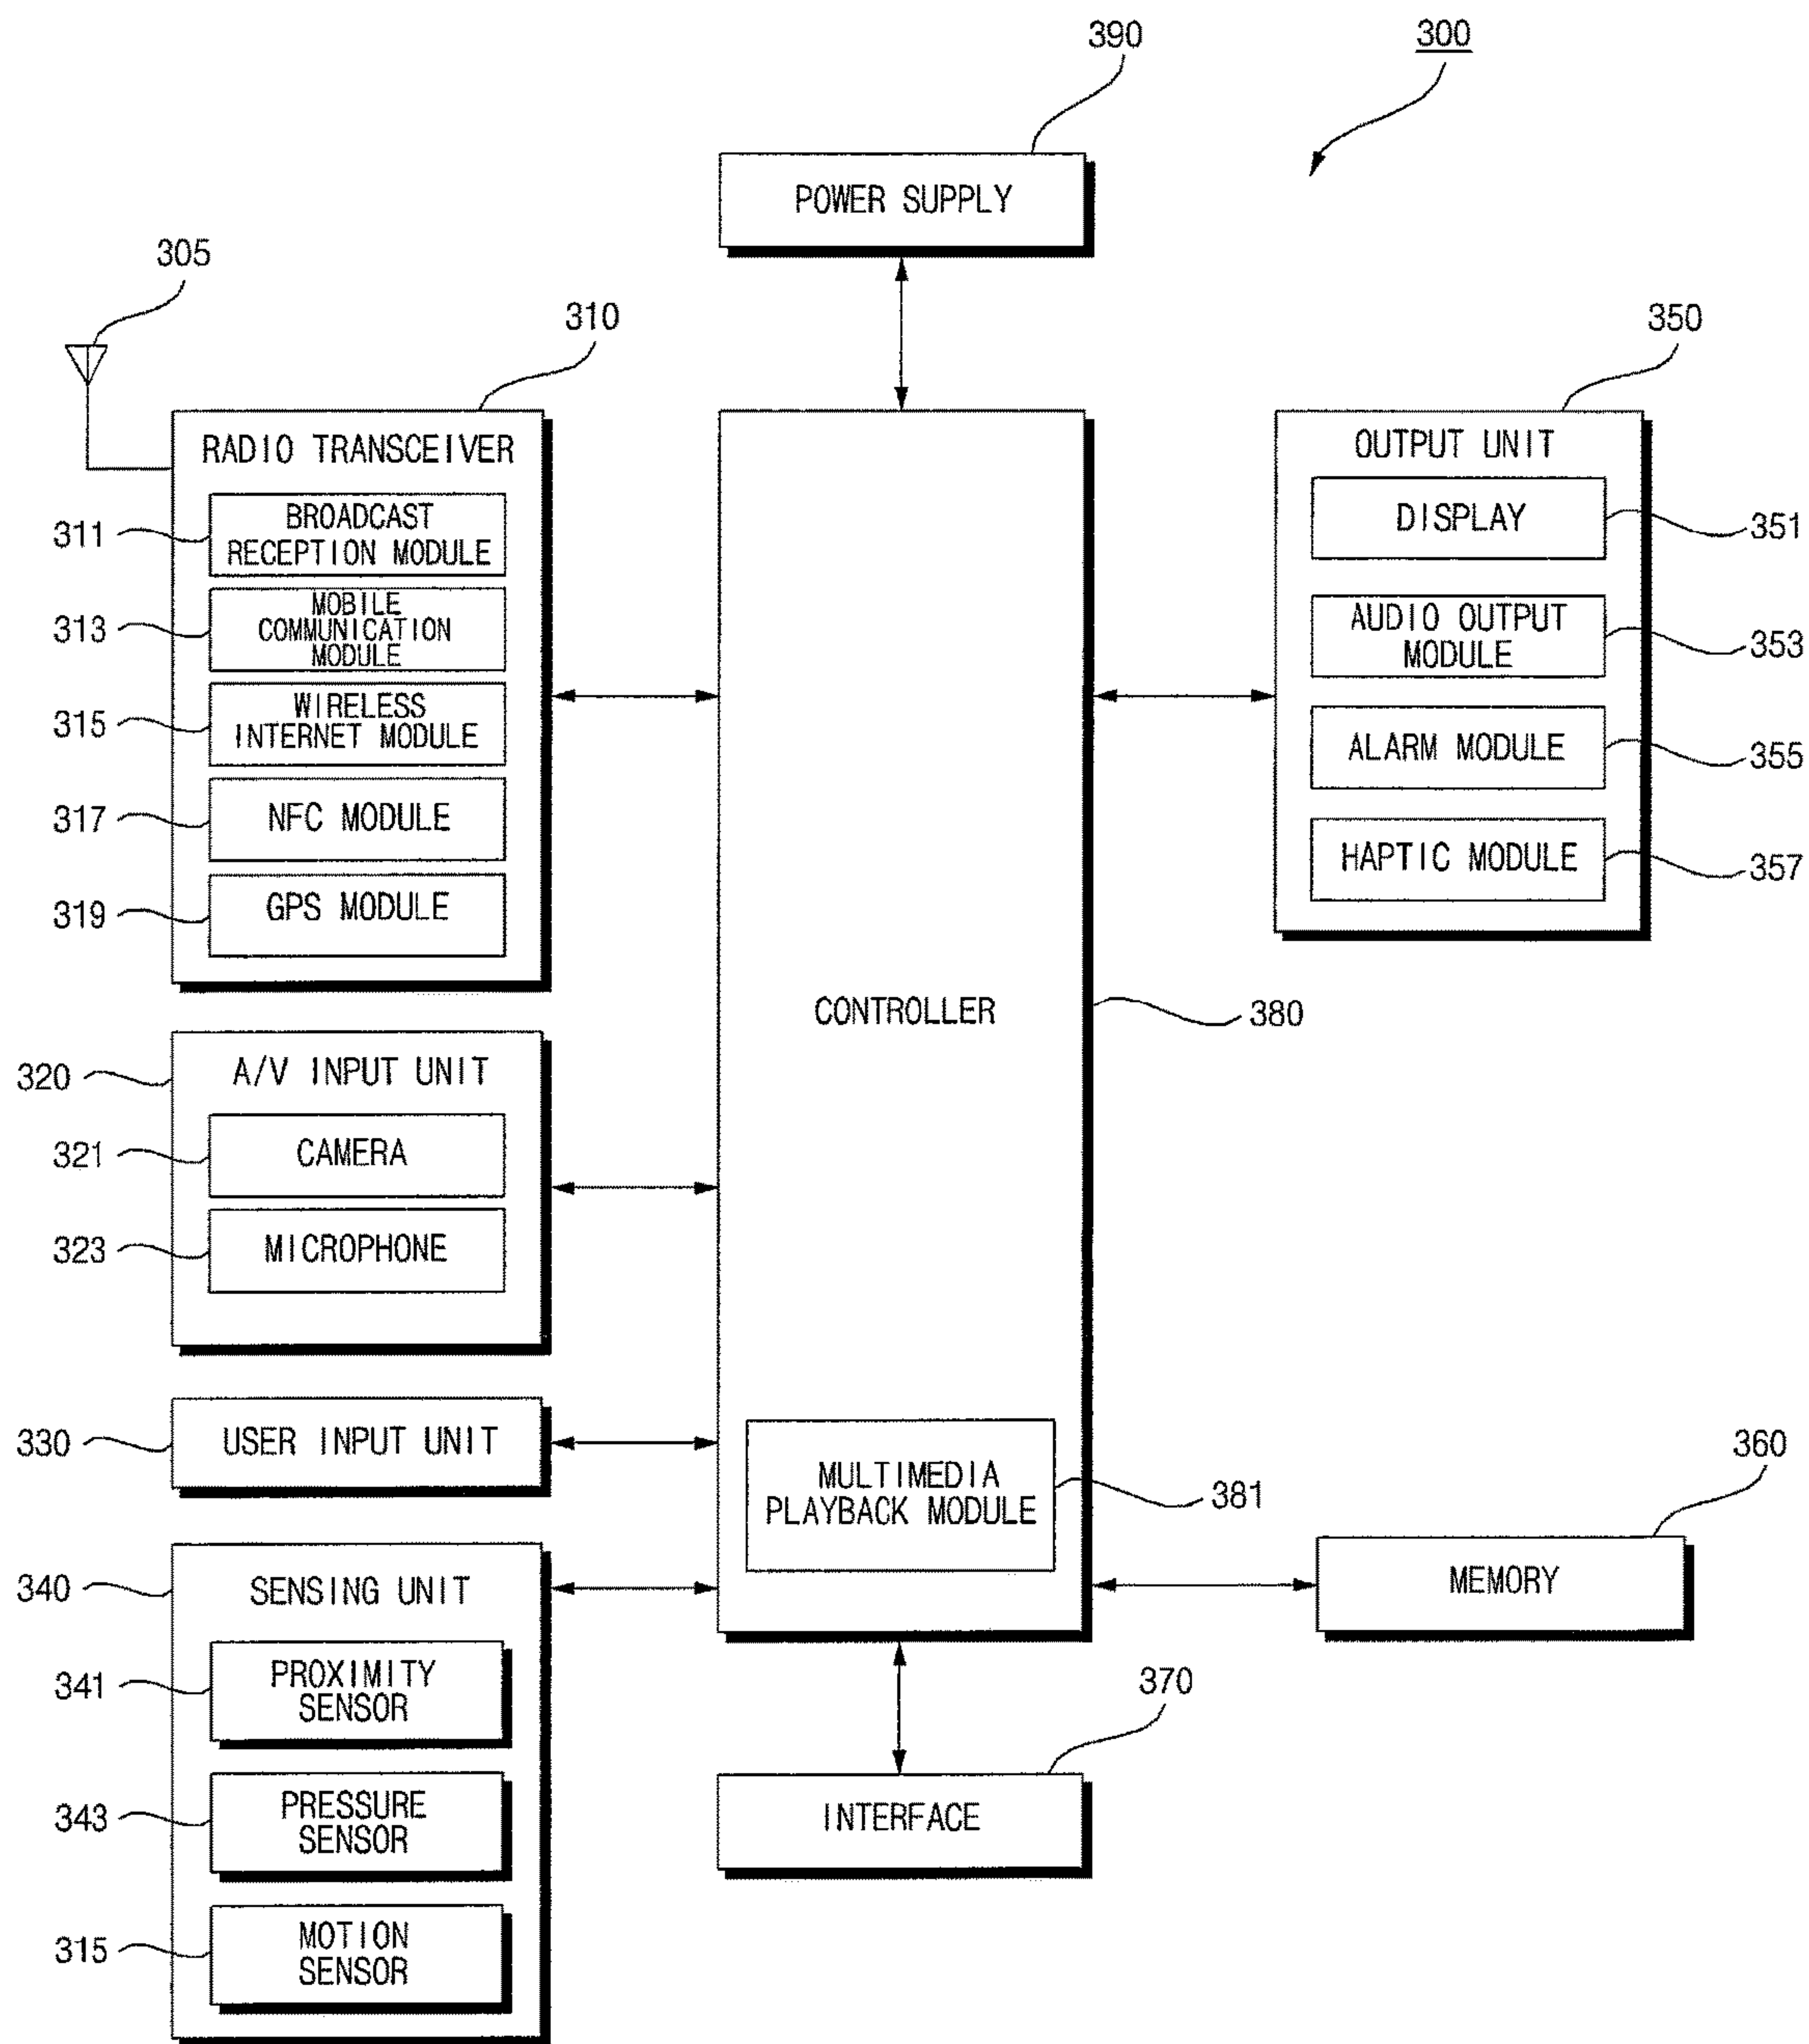 390
300
POWER SUPPLY
305
310
350
RADIO TRANSCEIVER
OUTPUT UNIT
311
BROADCAST
RECEPTION MODULE
DISPLAY
351
313
MOBILE
COMMUNICATION
MODULE
AUDIO OUTPUT
MODULE
353
315
WIRELESS
INTERNET MODULE
ALARM MODULE
355
317
NFC MODULE
HAPTIC MODULE
357
319
GPS MODULE
CONTROLLER
380
320
A/V INPUT UNIT
321
CAMERA
323
MICROPHONE
330
USER INPUT UNIT
MULTIMEDIA
PLAYBACK MODULE
381
360
340
SENSING UNIT
MEMORY
341
PROXIMITY
SENSOR
370
343
PRESSURE
SENSOR
INTERFACE
315
MOTION
SENSOR